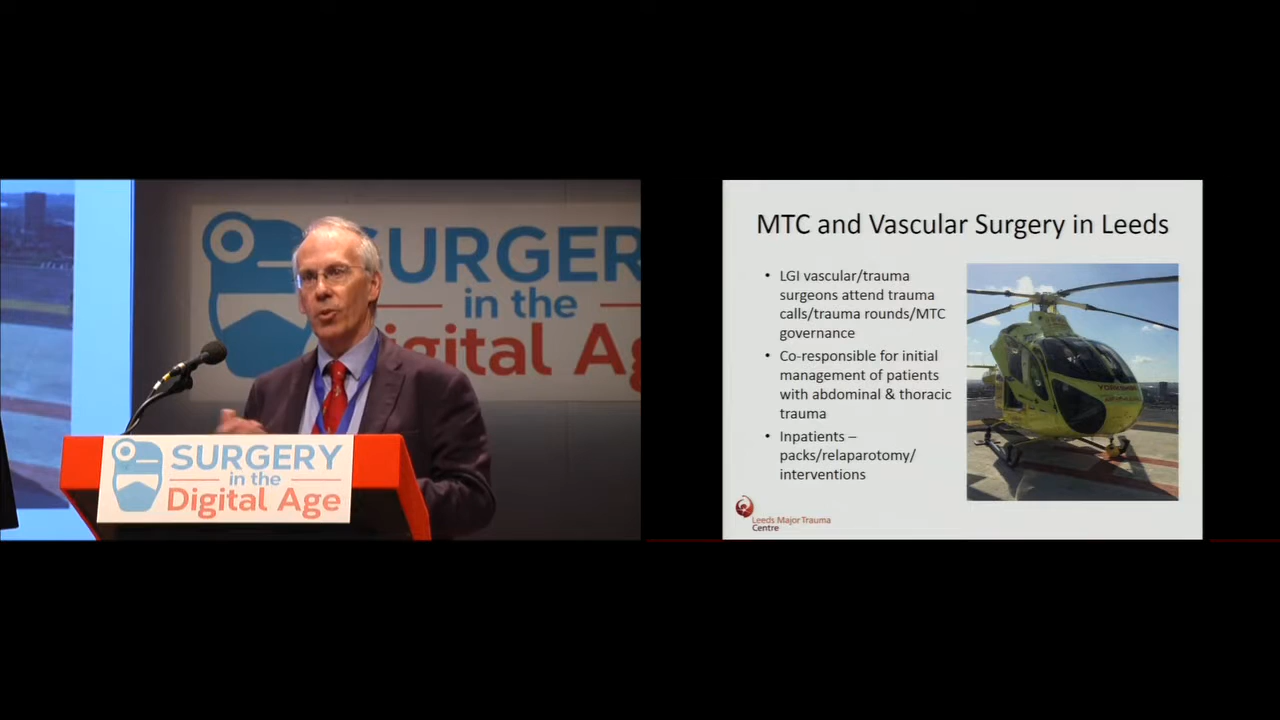 SURGER
in the
Digital A
SURGERY
in the
Digital Age
MTC and Vascular Surgery in Leeds
• LGI vascular/trauma
surgeons attend trauma
calls/trauma rounds/MTC
governance
• Co-responsible for initial
management of patients
with abdominal & thoracic
trauma
• Inpatients –
packs/relaparotomy/
interventions
Leeds Major Trauma
Centre